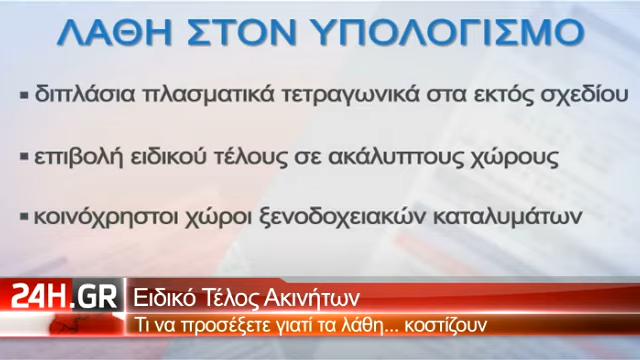 ΛΑΘΗ ΣΤΟΝ ΥΠΟΛΟΓΙΣΜΟ
▪ διπλάσια πλασματικά τετραγωνικά στα εκτός σχεδίου
▪ επιβολή ειδικού τέλους σε ακάλυπτους χώρους
▪ κοινόχρηστοι χώροι ξενοδοχειακών καταλυμάτων
24H.GR
Ειδικό Τέλος Ακινήτων
Τι να προσέξετε γιατί τα λάθη... κοστίζουν